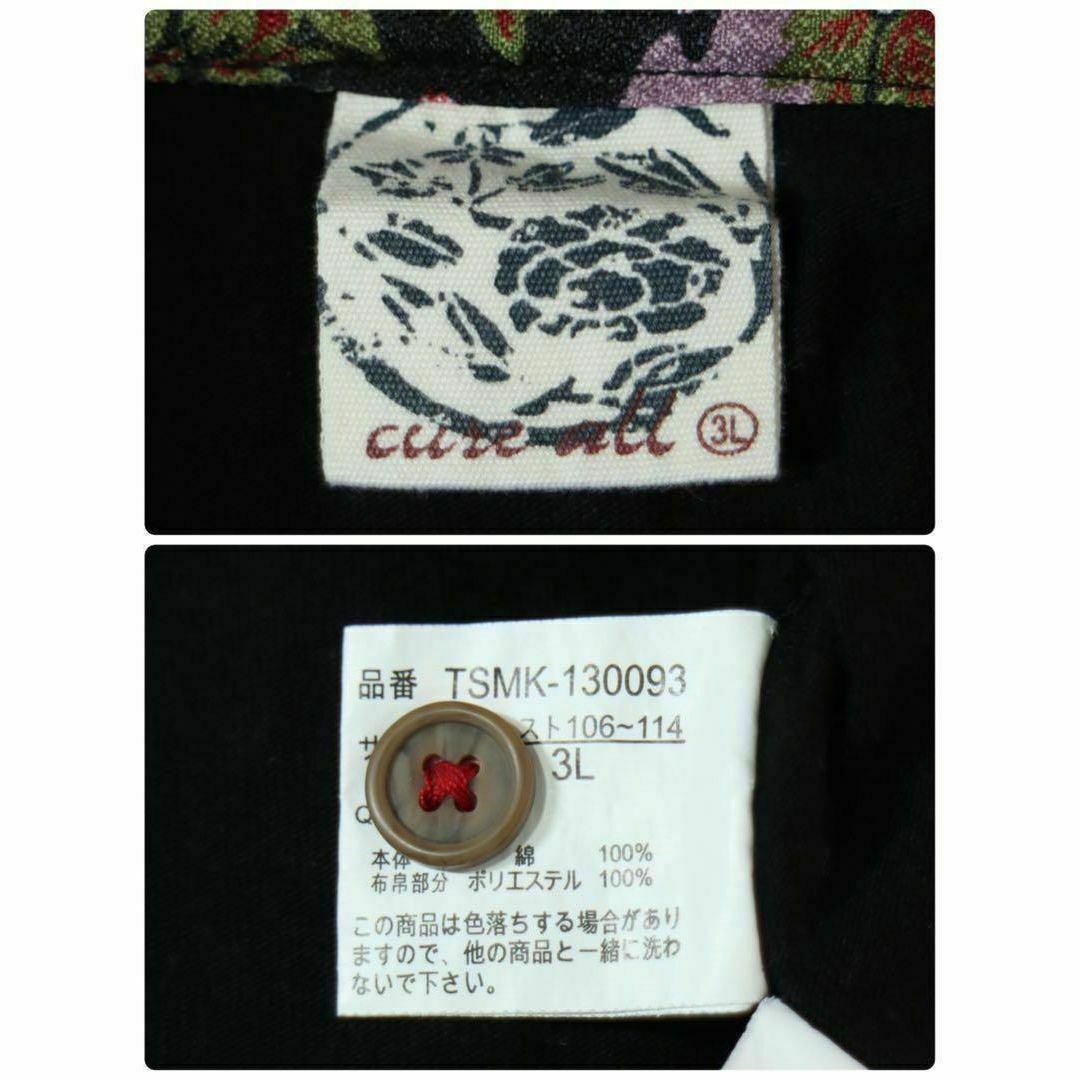 cure all 3L
品番 TSMK-130093
スト106~114
3L
Q
本体 綿 100%
布帛部分 ポリエステル 100%
この商品は色落ちする場合があり
ますので、他の商品と一緒に洗わ
ないで下さい。